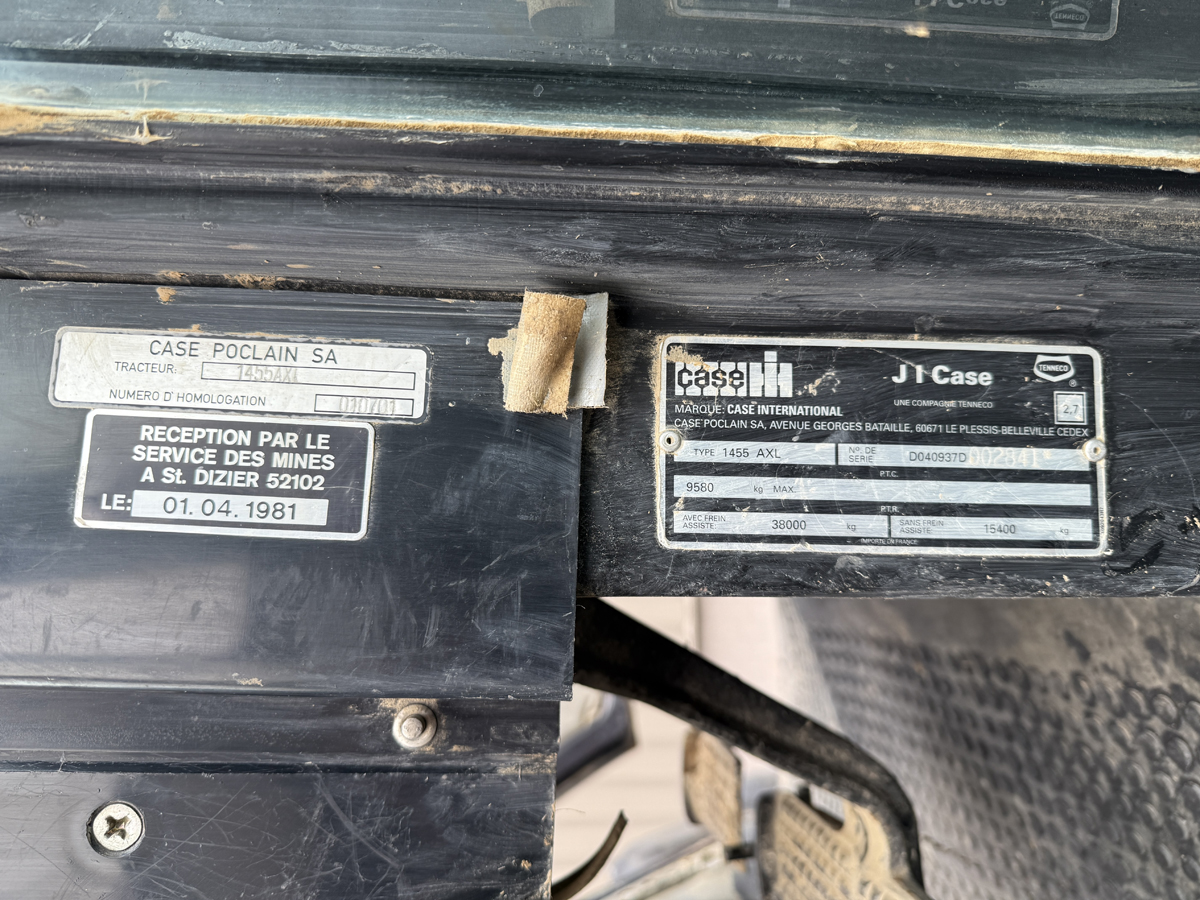 CASE POCLAIN SA
TRACTEUR: 1455AXL
NUMERO D'HOMOLOGATION 010701
RECEPTION PAR LE
SERVICE DES MINES
A St. DIZIER 52102
LE: 01.04.1981
case IH
J I Case
TENNECO
®
UNE COMPAGNIE TENNECO
2,7
MARQUE: CASE INTERNATIONAL
CASE POCLAIN SA, AVENUE GEORGES BATAILLE, 60671 LE PLESSIS-BELLEVILLE CEDEX
TYPE 1455 AXL
No. DE SERIE D040937D002841*
P.T.C.
9580 kg MAX.
P.T.R.
AVEC FREIN ASSISTE: 38000 kg
SANS FREIN ASSISTE: 15400 kg
IMPORTE EN FRANCE